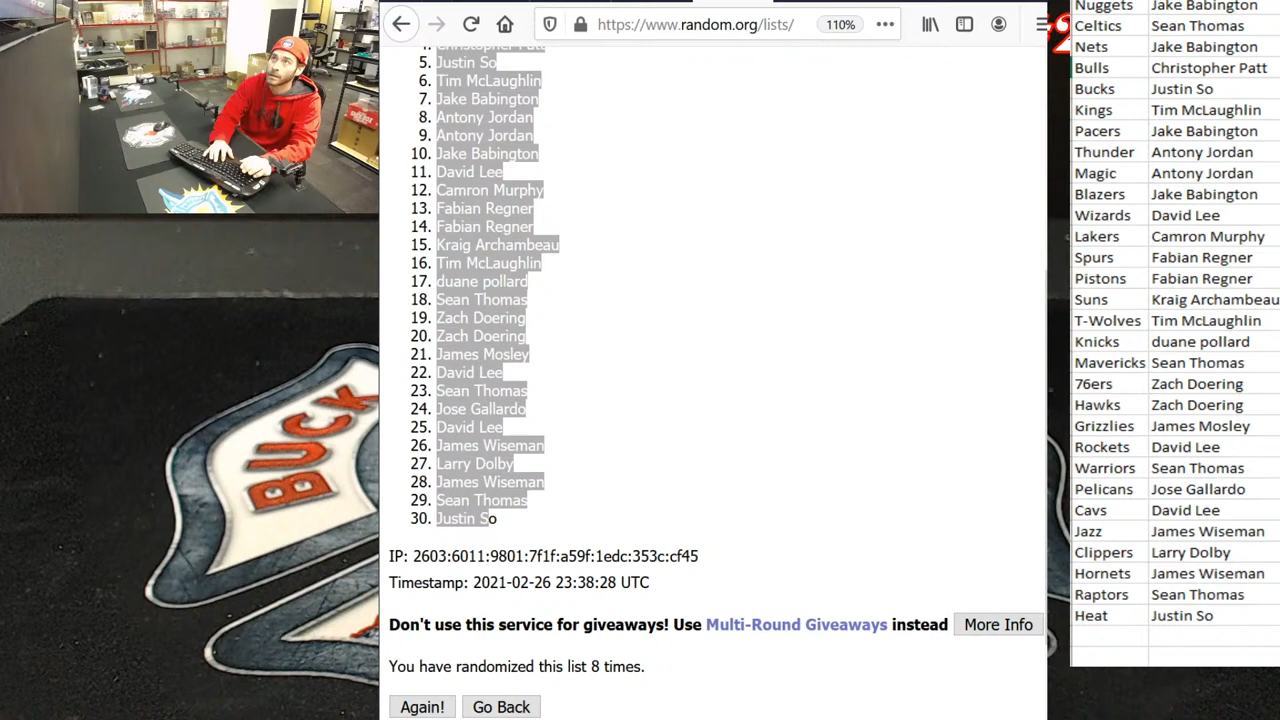 https://www.random.org/lists/
110%
4. Christopher Patt
5. Justin So
6. Tim McLaughlin
7. Jake Babington
8. Antony Jordan
9. Antony Jordan
10. Jake Babington
11. David Lee
12. Camron Murphy
13. Fabian Regner
14. Fabian Regner
15. Kraig Archambeau
16. Tim McLaughlin
17. duane pollard
18. Sean Thomas
19. Zach Doering
20. Zach Doering
21. James Mosley
22. David Lee
23. Sean Thomas
24. Jose Gallardo
25. David Lee
26. James Wiseman
27. Larry Dolby
28. James Wiseman
29. Sean Thomas
30. Justin So
IP: 2603:6011:9801:7f1f:a59f:1edc:353c:cf45
Timestamp: 2021-02-26 23:38:28 UTC
Don't use this service for giveaways! Use Multi-Round Giveaways instead More Info
You have randomized this list 8 times.
Again! Go Back
Nuggets Jake Babington
Celtics Sean Thomas
Nets Jake Babington
Bulls Christopher Patt
Bucks Justin So
Kings Tim McLaughlin
Pacers Jake Babington
Thunder Antony Jordan
Magic Antony Jordan
Blazers Jake Babington
Wizards David Lee
Lakers Camron Murphy
Spurs Fabian Regner
Pistons Fabian Regner
Suns Kraig Archambeau
T-Wolves Tim McLaughlin
Knicks duane pollard
Mavericks Sean Thomas
76ers Zach Doering
Hawks Zach Doering
Grizzlies James Mosley
Rockets David Lee
Warriors Sean Thomas
Pelicans Jose Gallardo
Cavs David Lee
Jazz James Wiseman
Clippers Larry Dolby
Hornets James Wiseman
Raptors Sean Thomas
Heat Justin So
BUCK